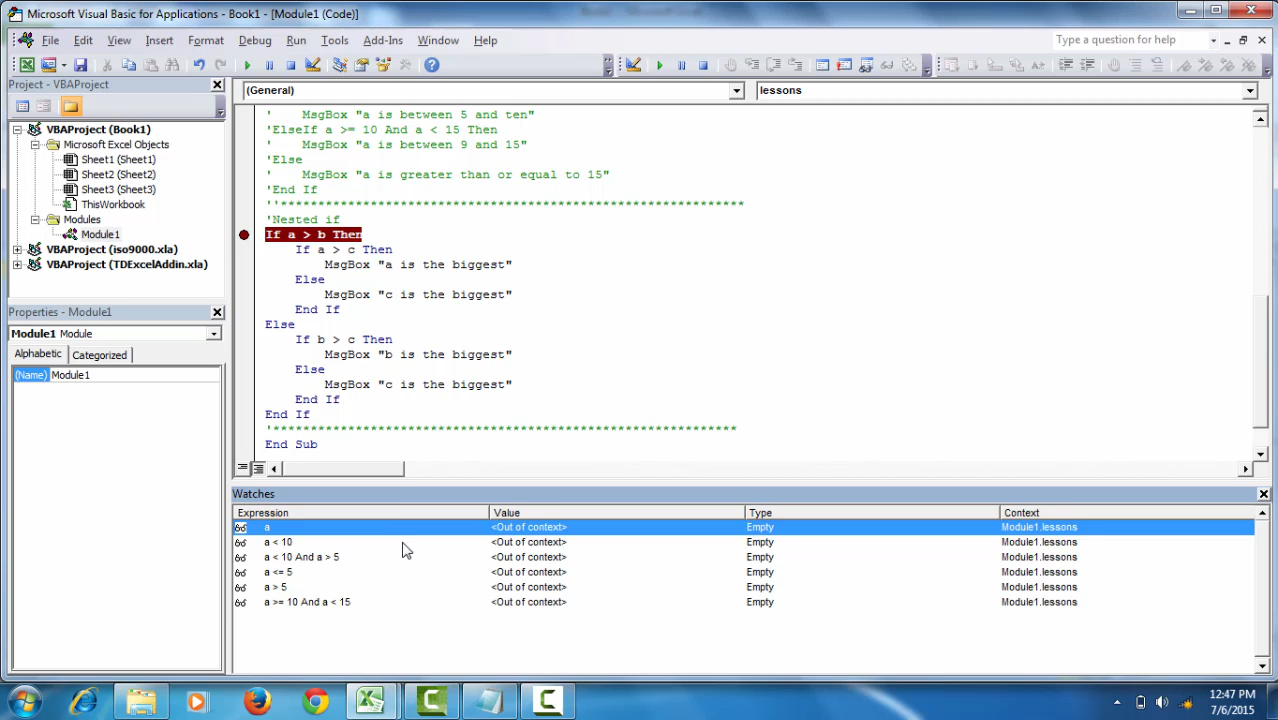 Microsoft Visual Basic for Applications - Book1 - [Module1 (Code)]
File Edit View Insert Format Debug Run Tools Add-Ins Window Help
Type a question for help
Project - VBAProject
(General)
lessons
VBAProject (Book1)
Microsoft Excel Objects
Sheet1 (Sheet1)
Sheet2 (Sheet2)
Sheet3 (Sheet3)
ThisWorkbook
Modules
Module1
VBAProject (iso9000.xla)
VBAProject (TDExcelAddin.xla)
Properties - Module1
Module1 Module
Alphabetic Categorized
(Name) Module1
'    MsgBox "a is between 5 and ten"
'ElseIf a >= 10 And a < 15 Then
'    MsgBox "a is between 9 and 15"
'Else
'    MsgBox "a is greater than or equal to 15"
'End If
''**************************************************************
'Nested if
If a > b Then
    If a > c Then
        MsgBox "a is the biggest"
    Else
        MsgBox "c is the biggest"
    End If
Else
    If b > c Then
        MsgBox "b is the biggest"
    Else
        MsgBox "c is the biggest"
    End If
End If
'**************************************************************
End Sub
Watches
Expression Value Type Context
a <Out of context> Empty Module1.lessons
a < 10 <Out of context> Empty Module1.lessons
a < 10 And a > 5 <Out of context> Empty Module1.lessons
a <= 5 <Out of context> Empty Module1.lessons
a > 5 <Out of context> Empty Module1.lessons
a >= 10 And a < 15 <Out of context> Empty Module1.lessons
12:47 PM
7/6/2015